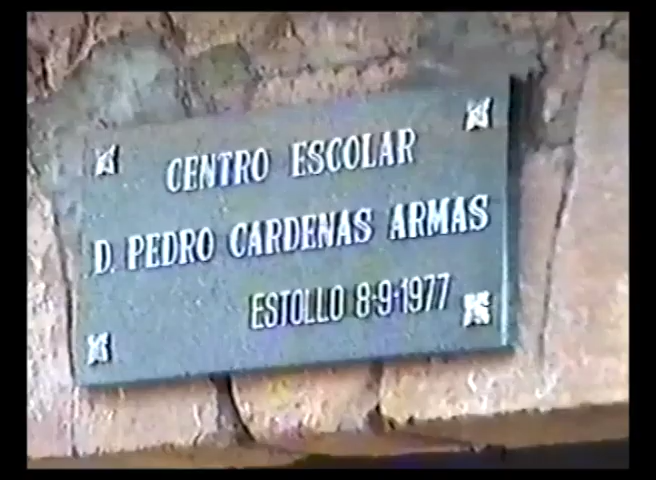 CENTRO ESCOLAR
D. PEDRO CARDENAS ARMAS
ESTOLLO 8-9-1977